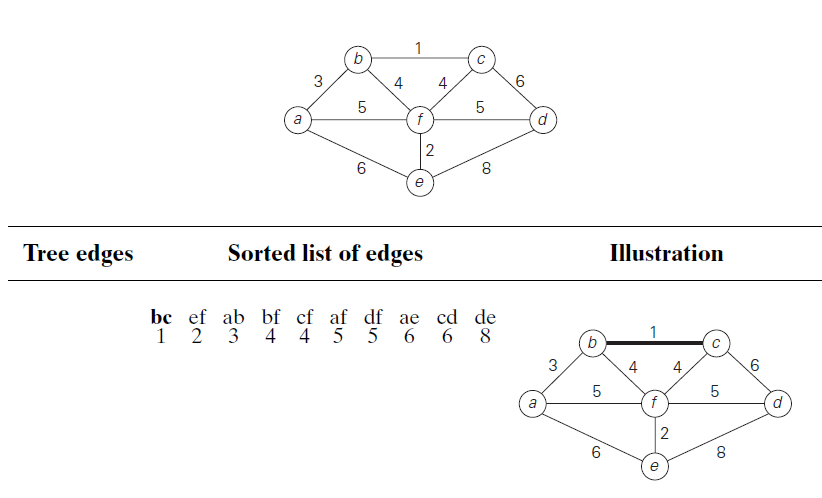 1
b c
3 4 4 6
5 5
a f d
2
6 8
e
Tree edges Sorted list of edges Illustration
bc ef ab bf cf af df ae cd de
1 2 3 4 4 5 5 6 6 8
1
b c
3 4 4 6
5 5
a f d
2
6 8
e